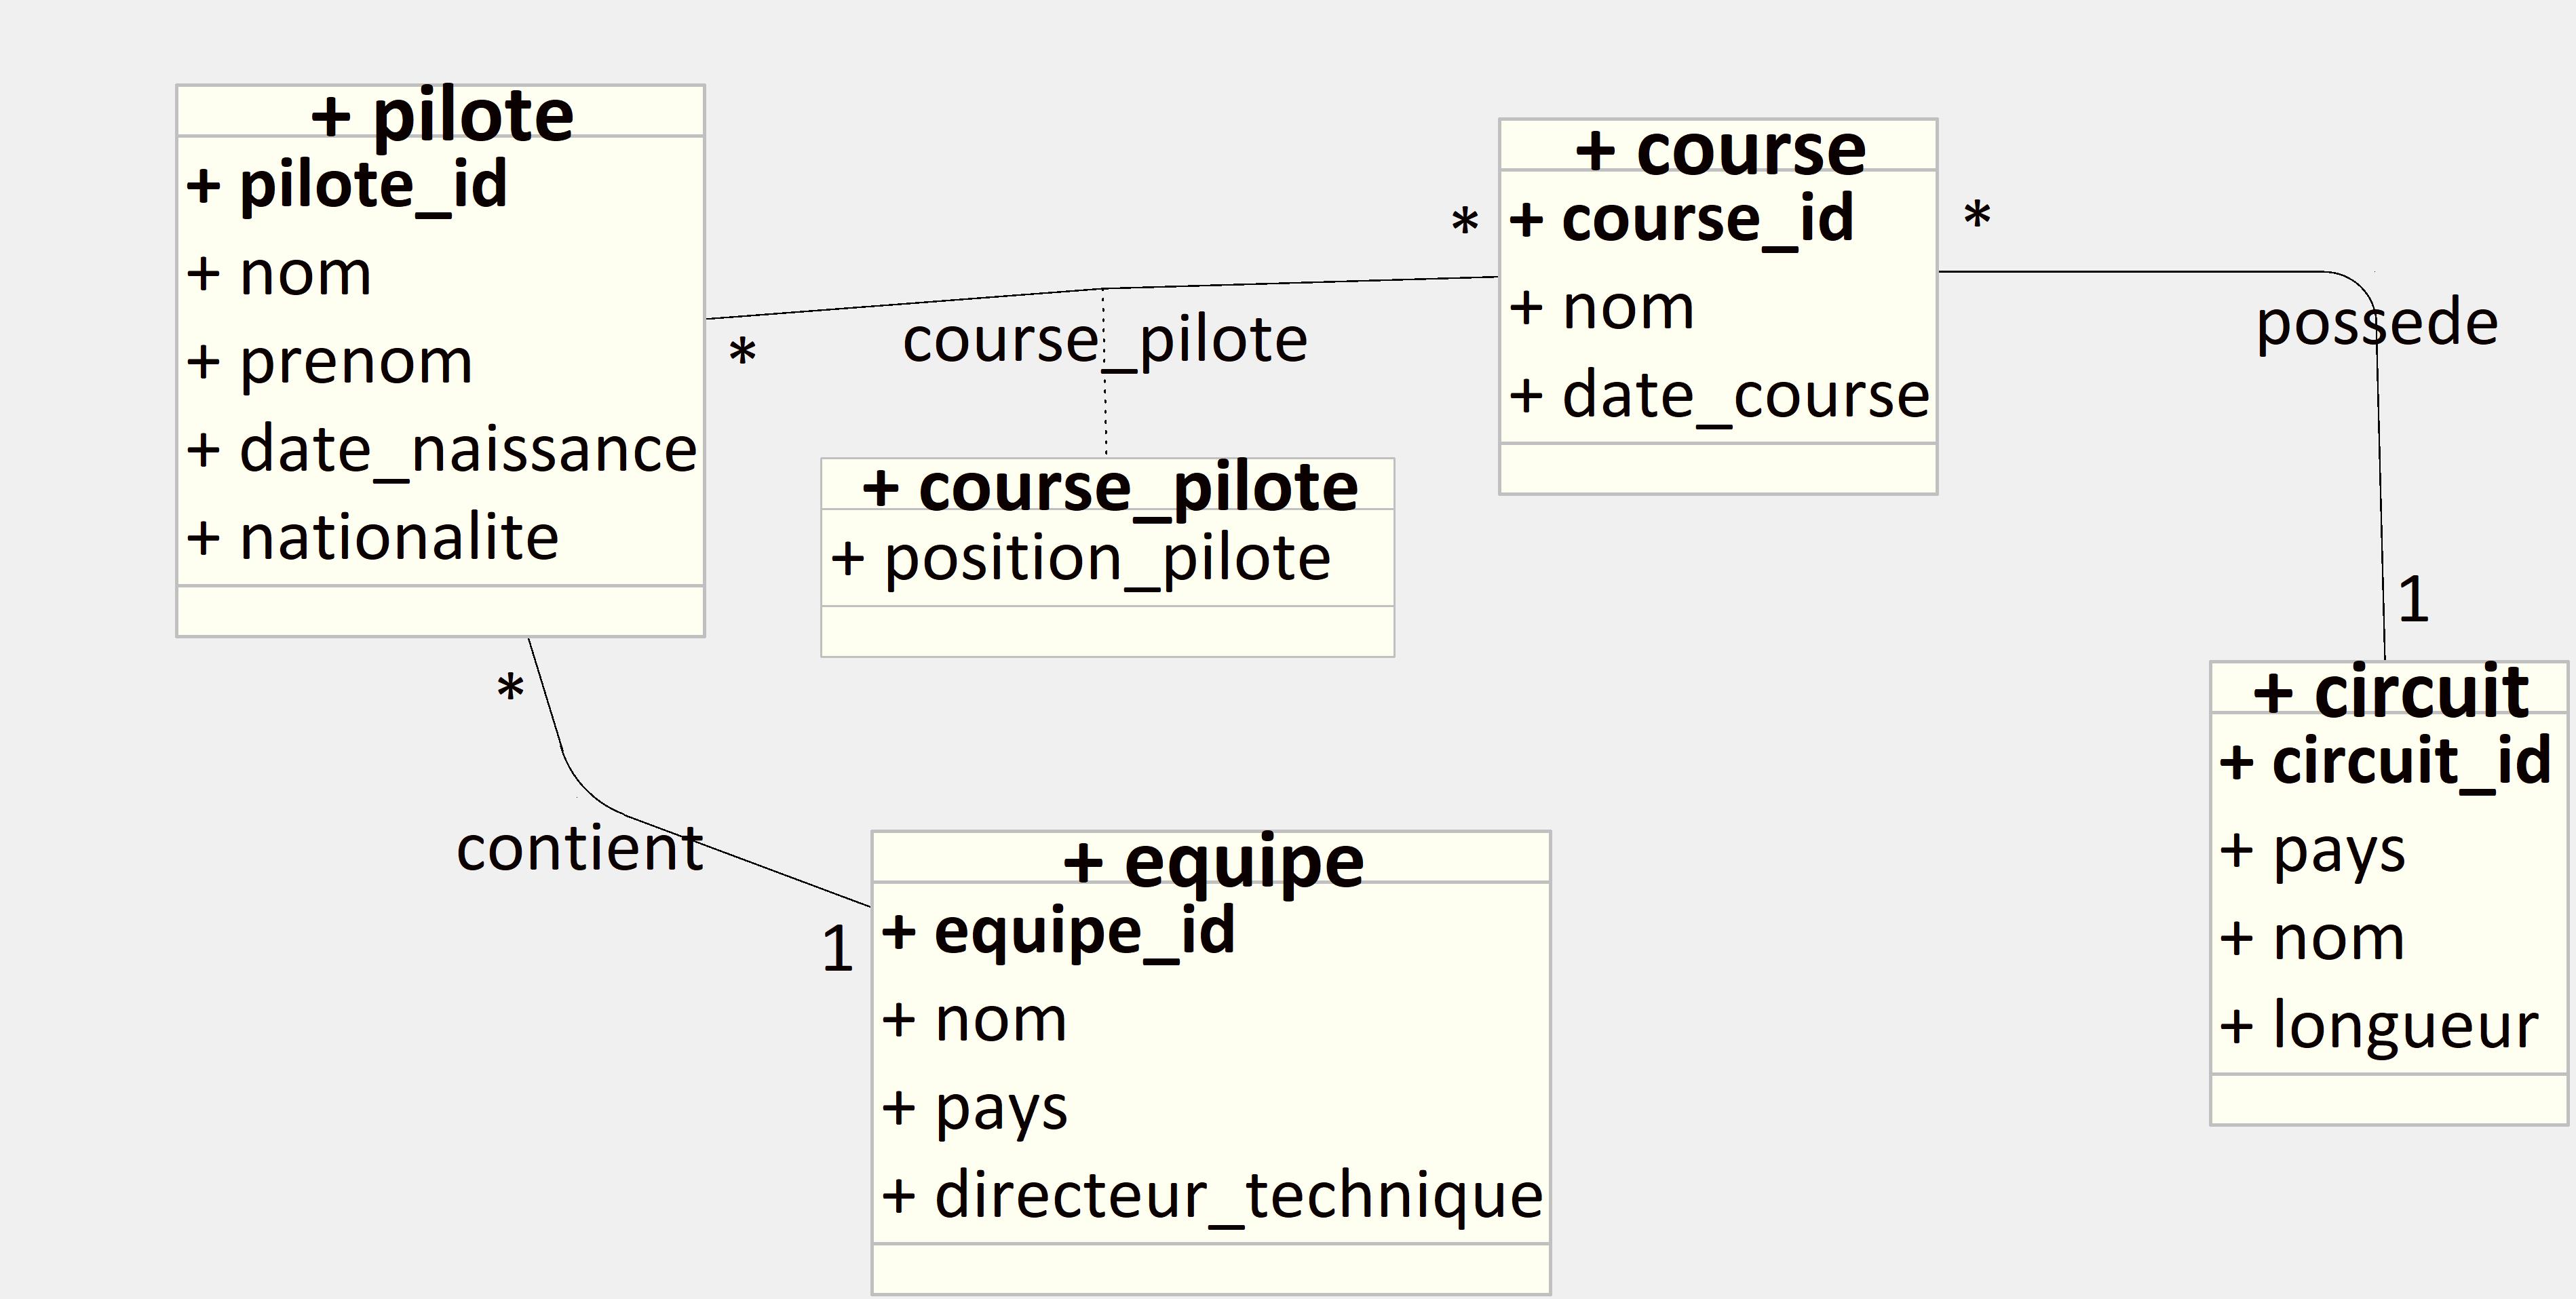 + pilote
+ pilote_id
+ nom
+ prenom
+ date_naissance
+ nationalite
*
*
course_pilote
+ course_pilote
+ position_pilote
*
+ course
+ course_id
+ nom
+ date_course
*
possede
1
+ circuit
+ circuit_id
+ pays
+ nom
+ longueur
contient
1
+ equipe
+ equipe_id
+ nom
+ pays
+ directeur_technique